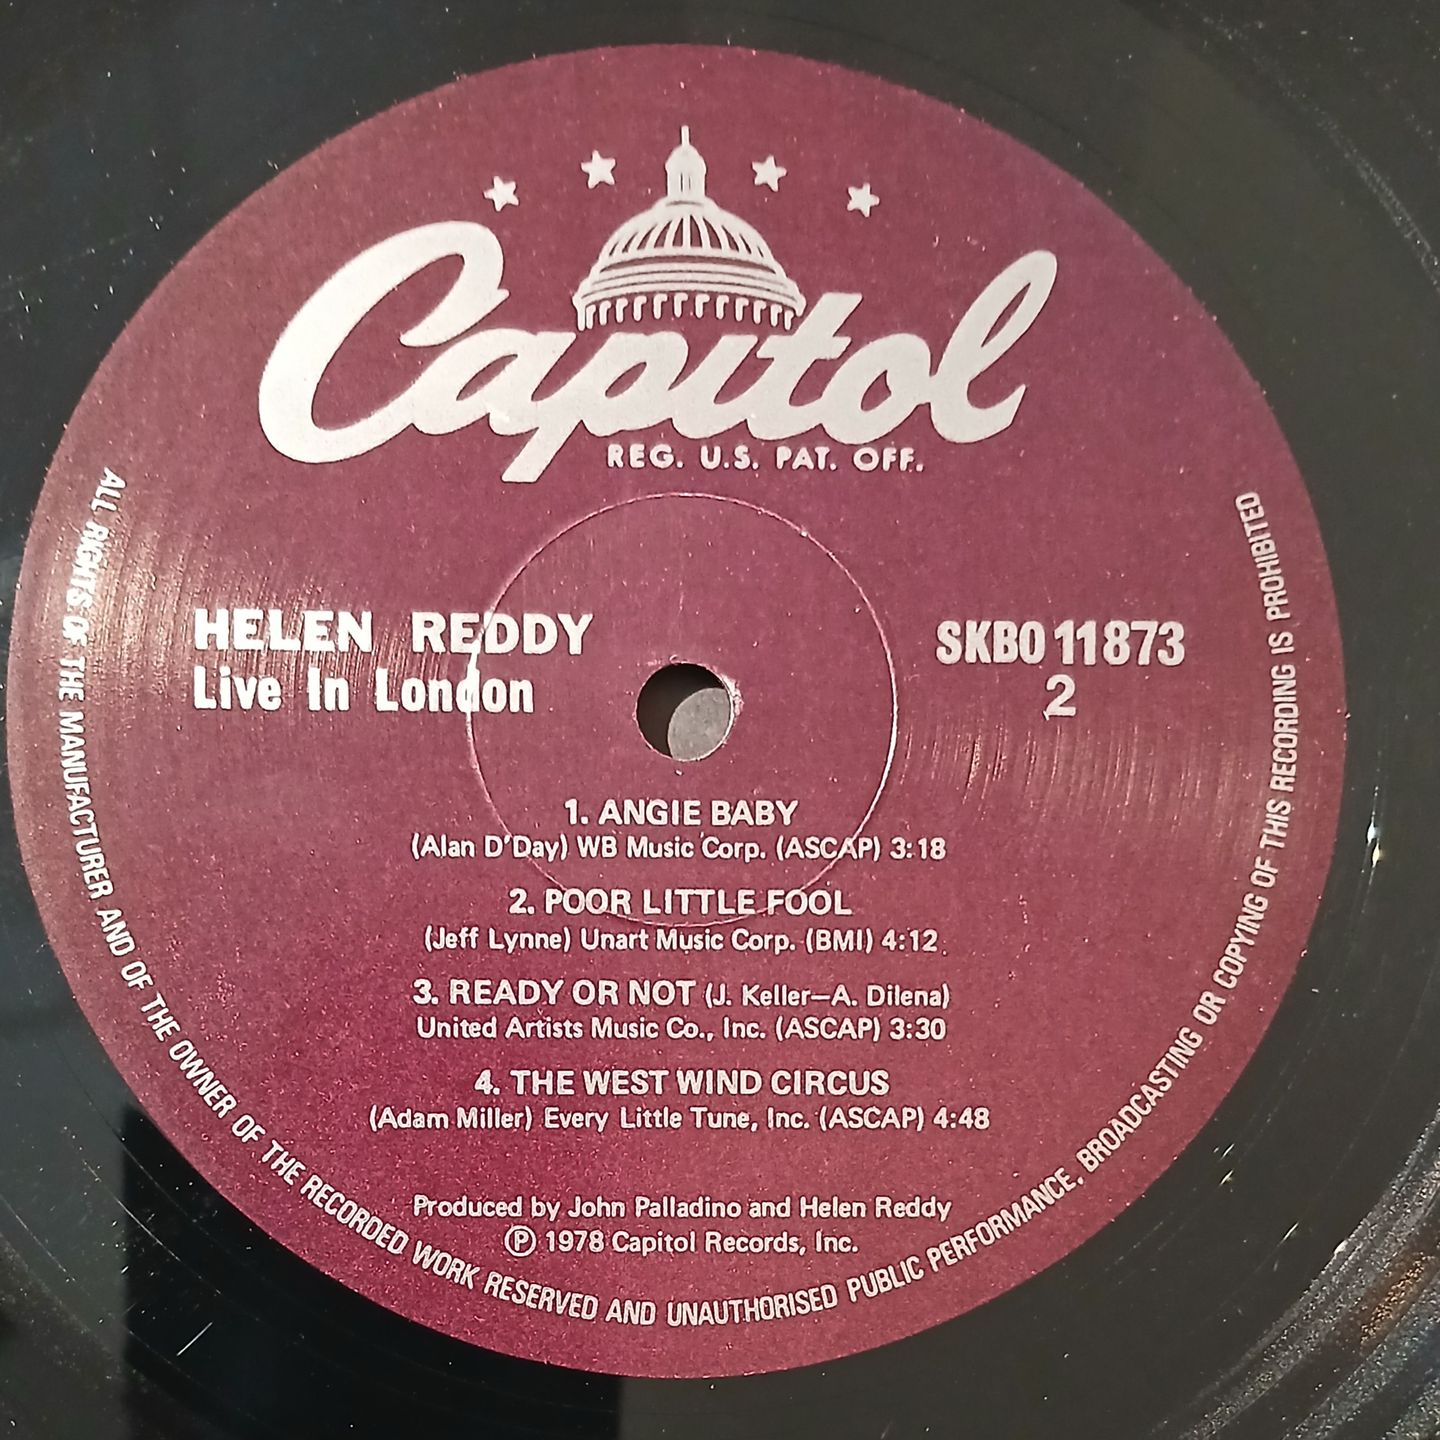 Capitol
REG. U.S. PAT. OFF.
HELEN REDDY
Live In London
SKBO 11873
2
1. ANGIE BABY
(Alan D'Day) WB Music Corp. (ASCAP) 3:18
2. POOR LITTLE FOOL
(Jeff Lynne) Unart Music Corp. (BMI) 4:12
3. READY OR NOT (J. Keller—A. Dilena)
United Artists Music Co., Inc. (ASCAP) 3:30
4. THE WEST WIND CIRCUS
(Adam Miller) Every Little Tune, Inc. (ASCAP) 4:48
Produced by John Palladino and Helen Reddy
℗ 1978 Capitol Records, Inc.
ALL RIGHTS OF THE MANUFACTURER AND OF THE OWNER OF THE RECORDED WORK RESERVED AND UNAUTHORISED PUBLIC PERFORMANCE, BROADCASTING OR COPYING OF THIS RECORDING IS PROHIBITED